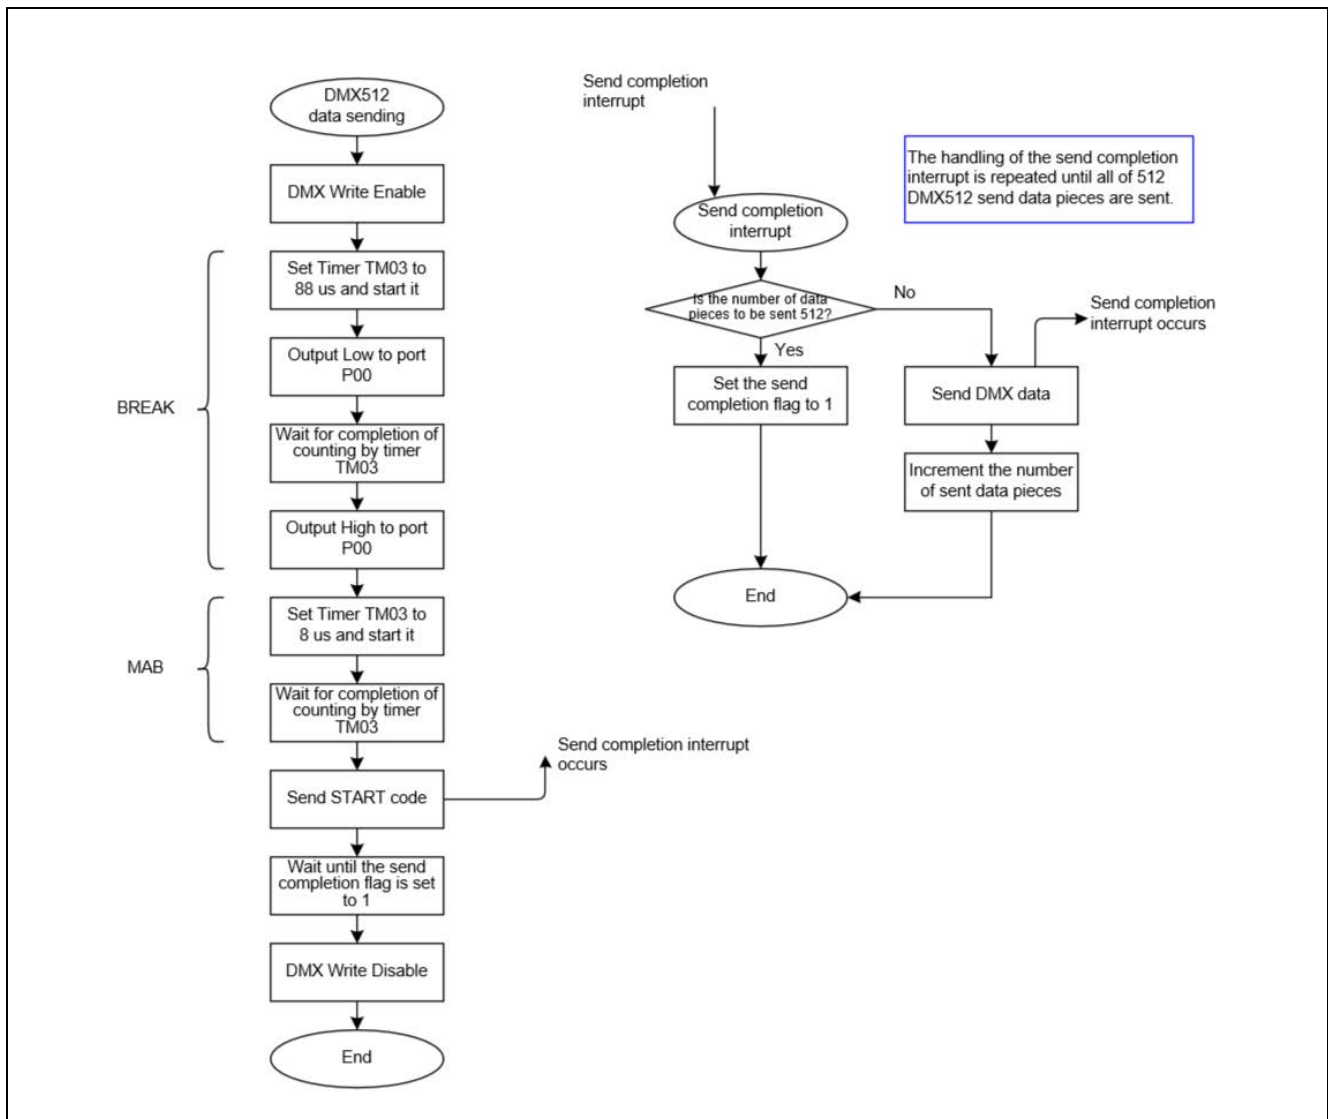 DMX512
data sending
DMX Write Enable
BREAK
Set Timer TM03 to
88 us and start it
Output Low to port
P00
Wait for completion of
counting by timer
TM03
Output High to port
P00
MAB
Set Timer TM03 to
8 us and start it
Wait for completion of
counting by timer
TM03
Send START code
Send completion interrupt
occurs
Wait until the send
completion flag is set
to 1
DMX Write Disable
End
Send completion
interrupt
Send completion
interrupt
The handling of the send completion
interrupt is repeated until all of 512
DMX512 send data pieces are sent.
Is the number of data
pieces to be sent 512?
No
Yes
Send completion
interrupt occurs
Set the send
completion flag to 1
Send DMX data
Increment the number
of sent data pieces
End